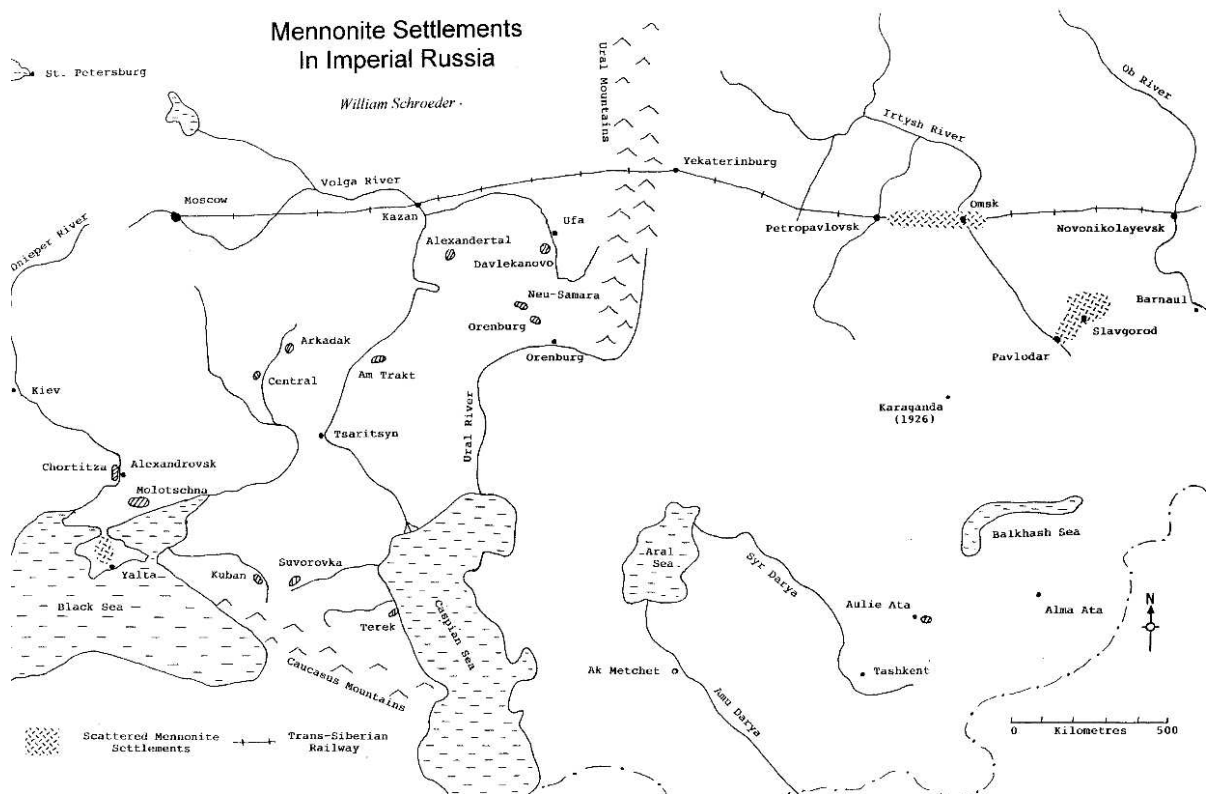 Mennonite Settlements
In Imperial Russia
William Schroeder
St. Petersburg
Ural Mountains
Ob River
Irtysh River
Yekaterinburg
Volga River
Moscow
Kazan
Omsk
Petropavlovsk
Novonikolayevsk
Dnieper River
Ufa
Alexandertal
Davlekanovo
Neu-Samara
Barnaul
Orenburg
Slavgorod
Arkadak
Orenburg
Pavlodar
Am Trakt
Central
Kiev
Karaganda
(1926)
Ural River
Tsaritsyn
Chortitza
Alexandrovsk
Molotschna
Balkhash Sea
Aral
Sea
Syr Darya
Suvorovka
Kuban
Yalta
Black Sea
Caspian Sea
Aulie Ata
Alma Ata
N
Terek
Ak Metchet
Tashkent
Caucasus Mountains
Amu Darya
Scattered Mennonite
Settlements
Trans-Siberian
Railway
0 Kilometres 500